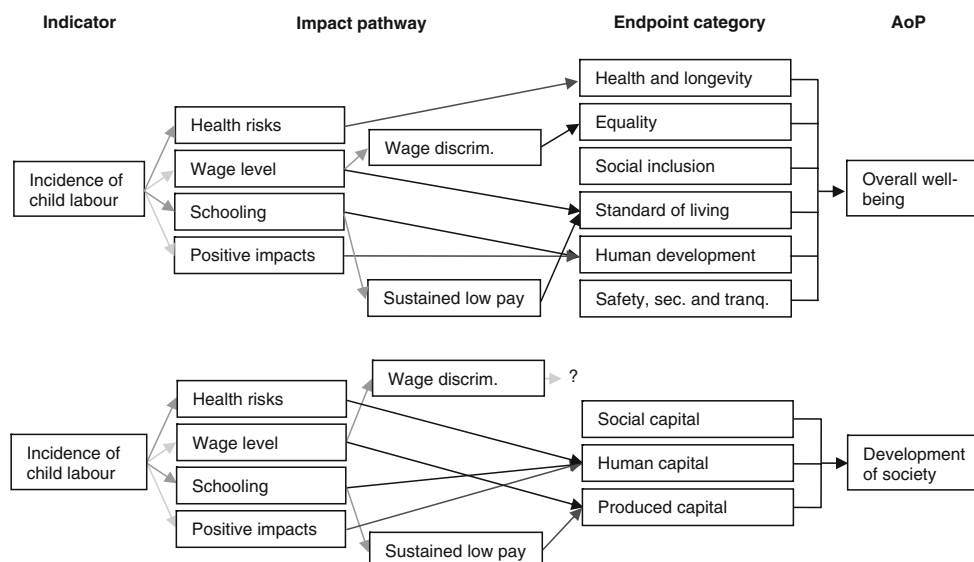 Indicator
Impact pathway
Endpoint category
AoP
Health and longevity
Health risks
Equality
Wage discrim.
Wage level
Social inclusion
Incidence of
child labour
Overall well-
being
Schooling
Standard of living
Positive impacts
Human development
Sustained low pay
Safety, sec. and tranq.
Wage discrim.
?
Health risks
Social capital
Wage level
Incidence of
child labour
Human capital
Development
of society
Schooling
Produced capital
Positive impacts
Sustained low pay